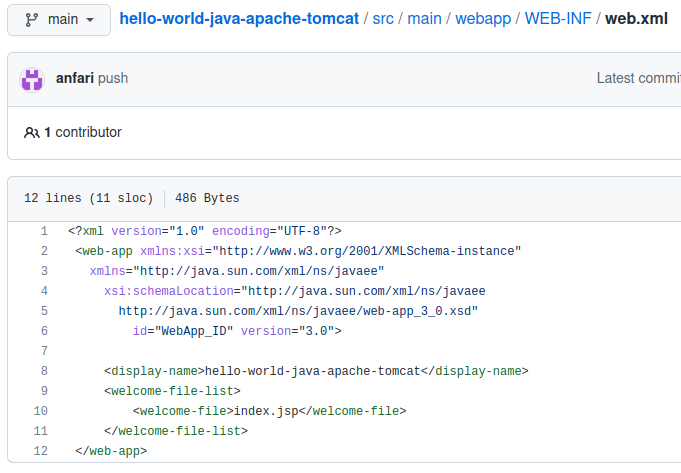 main hello-world-java-apache-tomcat / src / main / webapp / WEB-INF / web.xml
anfari push Latest commi
1 contributor
12 lines (11 sloc) 486 Bytes
1 <?xml version="1.0" encoding="UTF-8"?>
2 <web-app xmlns:xsi="http://www.w3.org/2001/XMLSchema-instance"
3 xmlns="http://java.sun.com/xml/ns/javaee"
4 xsi:schemaLocation="http://java.sun.com/xml/ns/javaee
5 http://java.sun.com/xml/ns/javaee/web-app_3_0.xsd"
6 id="WebApp_ID" version="3.0">
7
8 <display-name>hello-world-java-apache-tomcat</display-name>
9 <welcome-file-list>
10 <welcome-file>index.jsp</welcome-file>
11 </welcome-file-list>
12 </web-app>